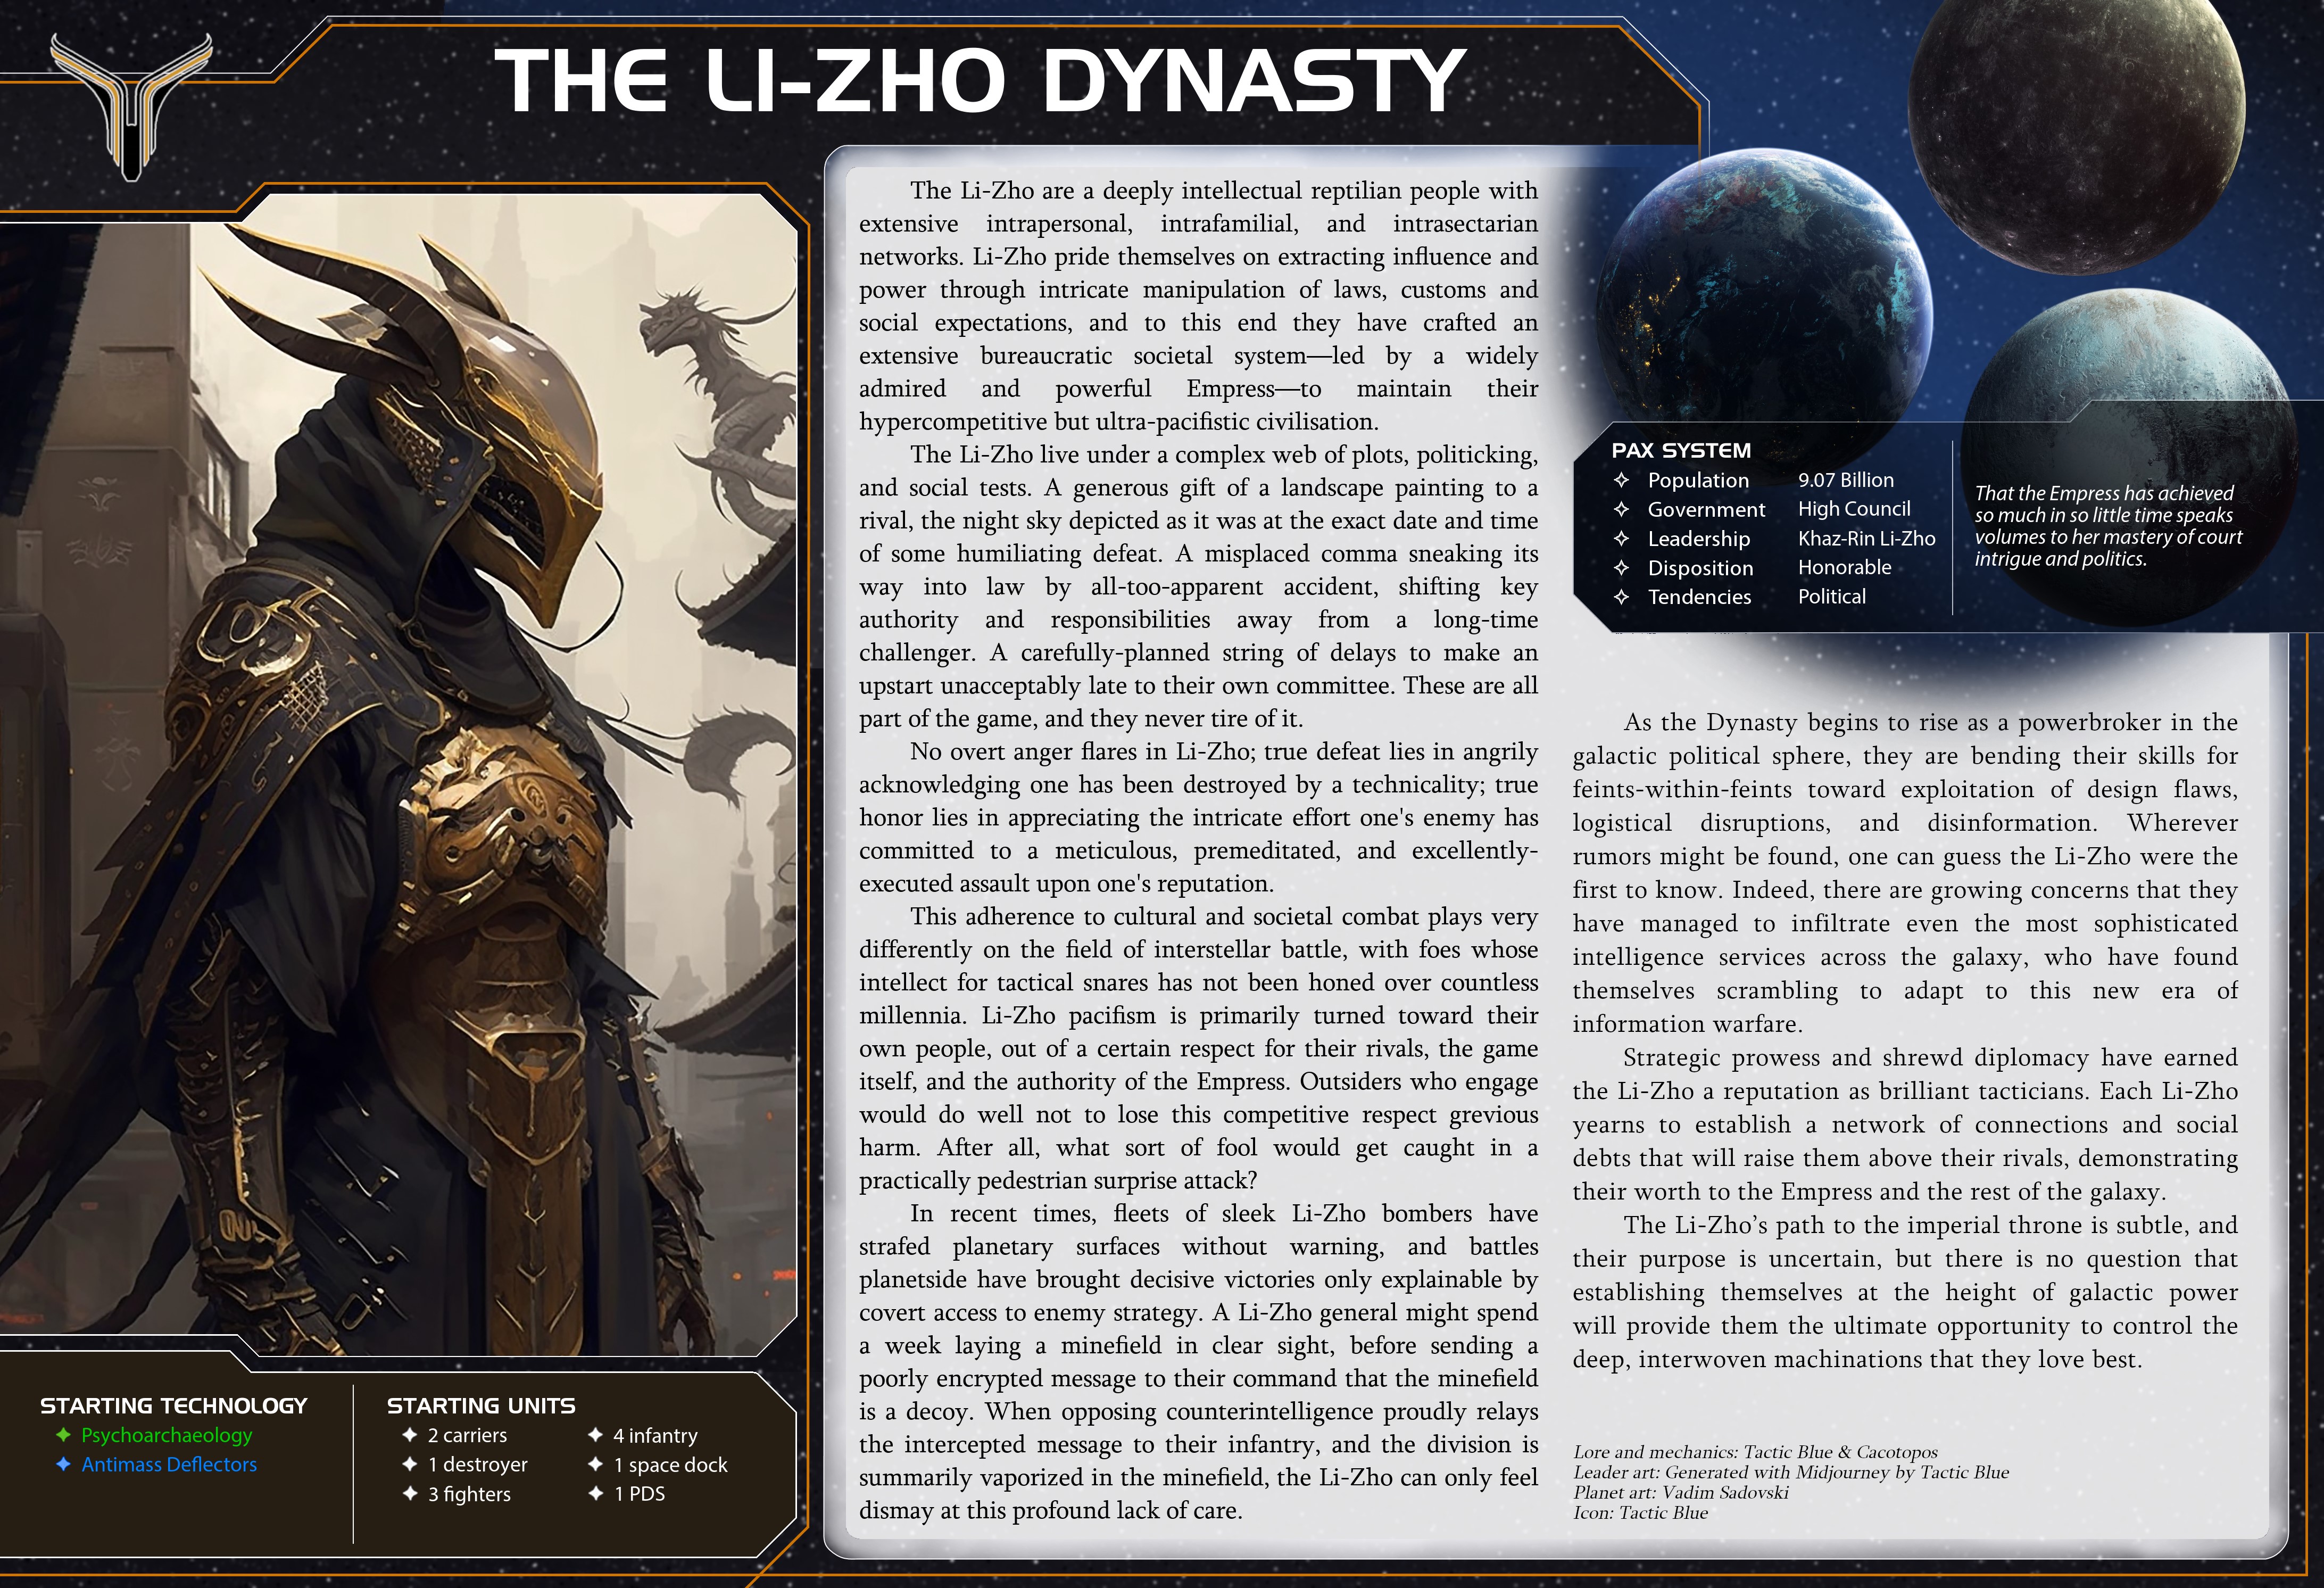 THE LI-ZHO DYNASTY
The Li-Zho are a deeply intellectual reptilian people with
extensive intrapersonal, intrafamilial, and intrasectarian
networks. Li-Zho pride themselves on extracting influence and
power through intricate manipulation of laws, customs and
social expectations, and to this end they have crafted an
extensive bureaucratic societal system—led by a widely
admired and powerful Empress—to maintain their
hypercompetitive but ultra-pacifistic civilisation.
The Li-Zho live under a complex web of plots, politicking,
and social tests. A generous gift of a landscape painting to a
rival, the night sky depicted as it was at the exact date and time
of some humiliating defeat. A misplaced comma sneaking its
way into law by all-too-apparent accident, shifting key
authority and responsibilities away from a long-time
challenger. A carefully-planned string of delays to make an
upstart unacceptably late to their own committee. These are all
part of the game, and they never tire of it.
No overt anger flares in Li-Zho; true defeat lies in angrily
acknowledging one has been destroyed by a technicality; true
honor lies in appreciating the intricate effort one's enemy has
committed to a meticulous, premeditated, and excellently-
executed assault upon one's reputation.
This adherence to cultural and societal combat plays very
differently on the field of interstellar battle, with foes whose
intellect for tactical snares has not been honed over countless
millennia. Li-Zho pacifism is primarily turned toward their
own people, out of a certain respect for their rivals, the game
itself, and the authority of the Empress. Outsiders who engage
would do well not to lose this competitive respect grevious
harm. After all, what sort of fool would get caught in a
practically pedestrian surprise attack?
In recent times, fleets of sleek Li-Zho bombers have
strafed planetary surfaces without warning, and battles
planetside have brought decisive victories only explainable by
covert access to enemy strategy. A Li-Zho general might spend
a week laying a minefield in clear sight, before sending a
poorly encrypted message to their command that the minefield
is a decoy. When opposing counterintelligence proudly relays
the intercepted message to their infantry, and the division is
summarily vaporized in the minefield, the Li-Zho can only feel
dismay at this profound lack of care.
PAX SYSTEM
Population 9.07 Billion
Government High Council
Leadership Khaz-Rin Li-Zho
Disposition Honorable
Tendencies Political
That the Empress has achieved
so much in so little time speaks
volumes to her mastery of court
intrigue and politics.
As the Dynasty begins to rise as a powerbroker in the
galactic political sphere, they are bending their skills for
feints-within-feints toward exploitation of design flaws,
logistical disruptions, and disinformation. Wherever
rumors might be found, one can guess the Li-Zho were the
first to know. Indeed, there are growing concerns that they
have managed to infiltrate even the most sophisticated
intelligence services across the galaxy, who have found
themselves scrambling to adapt to this new era of
information warfare.
Strategic prowess and shrewd diplomacy have earned
the Li-Zho a reputation as brilliant tacticians. Each Li-Zho
yearns to establish a network of connections and social
debts that will raise them above their rivals, demonstrating
their worth to the Empress and the rest of the galaxy.
The Li-Zho’s path to the imperial throne is subtle, and
their purpose is uncertain, but there is no question that
establishing themselves at the height of galactic power
will provide them the ultimate opportunity to control the
deep, interwoven machinations that they love best.
Lore and mechanics: Tactic Blue & Cacotopos
Leader art: Generated with Midjourney by Tactic Blue
Planet art: Vadim Sadovski
Icon: Tactic Blue
STARTING TECHNOLOGY
Psychoarchaeology
Antimass Deflectors
STARTING UNITS
2 carriers
1 destroyer
3 fighters
4 infantry
1 space dock
1 PDS